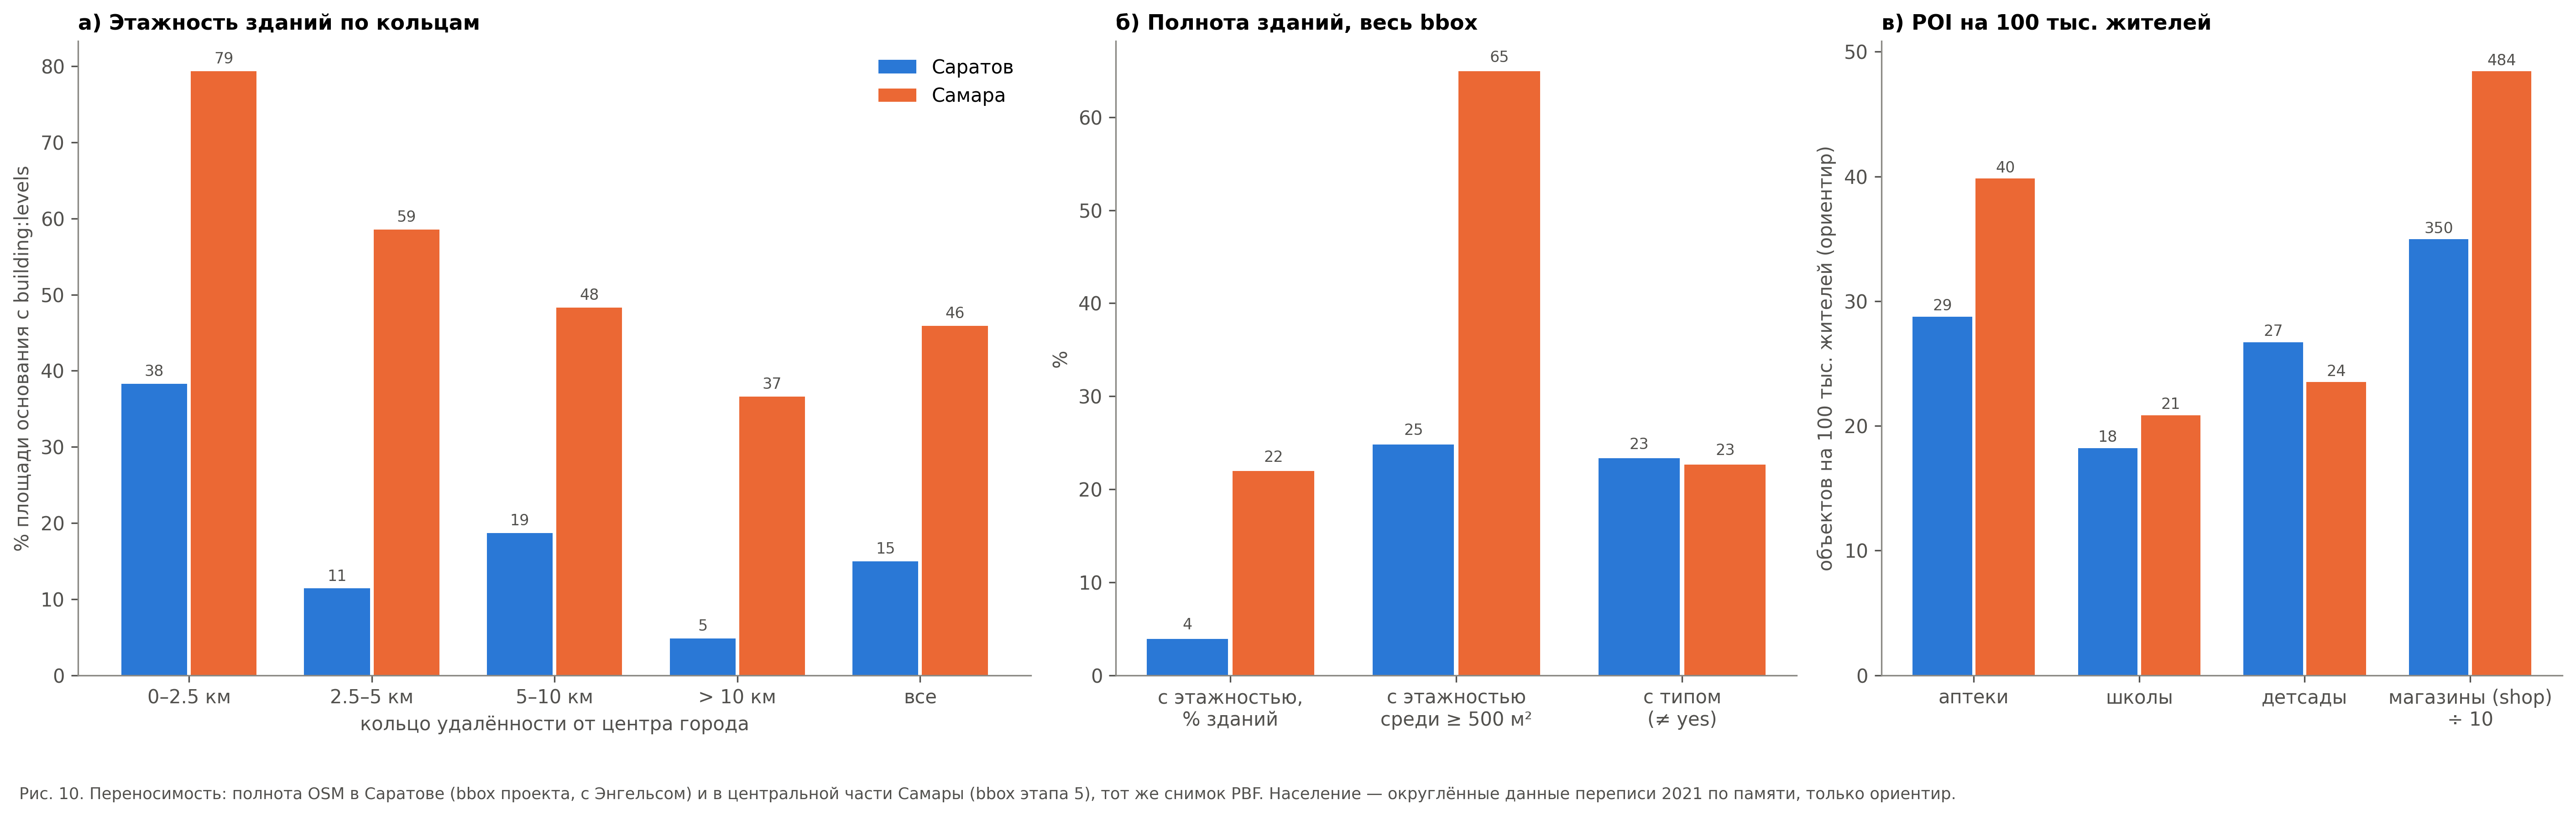 а) Этажность зданий по кольцам
% площади основания с building:levels
80
70
60
50
40
30
20
10
0
79
38
59
11
48
19
37
5
46
15
Саратов
Самара
0–2.5 км
2.5–5 км
5–10 км
> 10 км
все
кольцо удалённости от центра города
б) Полнота зданий, весь bbox
%
60
50
40
30
20
10
0
4
22
25
65
23
23
с этажностью,
% зданий
с этажностью
среди ≥ 500 м²
с типом
(≠ yes)
в) POI на 100 тыс. жителей
объектов на 100 тыс. жителей (ориентир)
50
40
30
20
10
0
29
40
18
21
27
24
350
484
аптеки
школы
детсады
магазины (shop)
÷ 10
Рис. 10. Переносимость: полнота OSM в Саратове (bbox проекта, с Энгельсом) и в центральной части Самары (bbox этапа 5), тот же снимок PBF. Население — округлённые данные переписи 2021 по памяти, только ориентир.